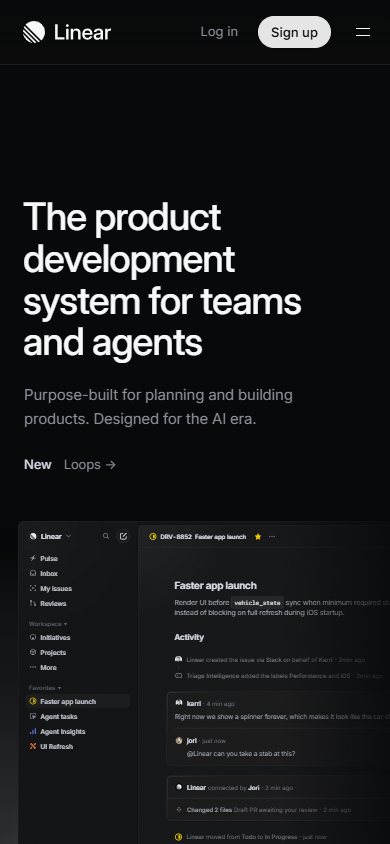 Linear
Log in
Sign up
The product
development
system for teams
and agents
Purpose-built for planning and building
products. Designed for the AI era.
New Loops →
Linear
DRV-8852 Faster app launch
Pulse
Inbox
My issues
Reviews
Workspace
Initiatives
Projects
More
Favorites
Faster app launch
Agent tasks
Agent Insights
UI Refresh
Faster app launch
Render UI before vehicle_state sync when minimum required
instead of blocking on full refresh during iOS startup.
Activity
Linear created the issue via Slack on behalf of Karri · 2min ago
Triage Intelligence added the labels Performance and iOS · 2min
karri · 4 min ago
Right now we show a spinner forever, which makes it look like the
jori · just now
@Linear can you take a stab at this?
Linear connected by Jori · 2 min ago
Changed 2 files Draft PR awaiting your review · 2 min ago
Linear moved from Todo to In Progress · just now